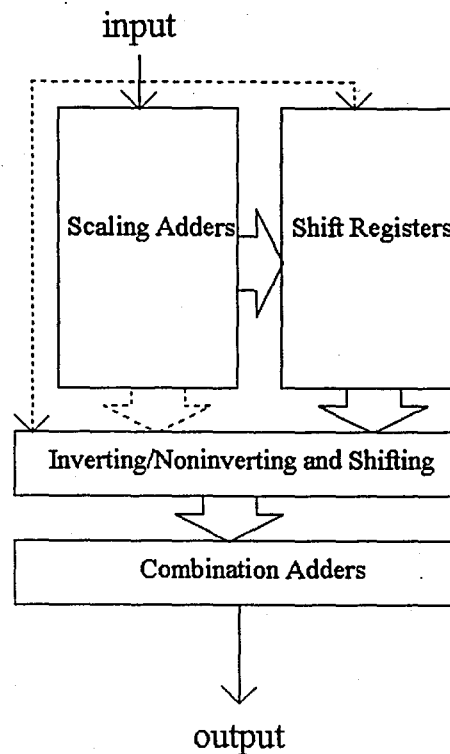 input
Scaling Adders
Shift Registers
Inverting/Noninverting and Shifting
Combination Adders
output